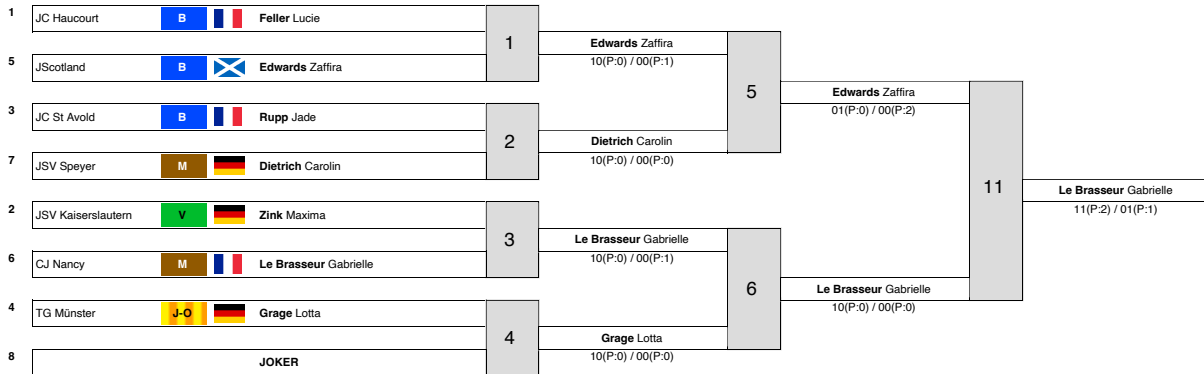 1 JC Haucourt B Feller Lucie
1
Edwards Zaffira
10(P:0) / 00(P:1)
5 JScotland B Edwards Zaffira
5
Edwards Zaffira
01(P:0) / 00(P:2)
3 JC St Avold B Rupp Jade
2
Dietrich Carolin
10(P:0) / 00(P:0)
7 JSV Speyer M Dietrich Carolin
11
Le Brasseur Gabrielle
11(P:2) / 01(P:1)
2 JSV Kaiserslautern V Zink Maxima
3
Le Brasseur Gabrielle
10(P:0) / 00(P:1)
6 CJ Nancy M Le Brasseur Gabrielle
6
Le Brasseur Gabrielle
10(P:0) / 00(P:0)
4 TG Münster J-O Grage Lotta
4
Grage Lotta
10(P:0) / 00(P:0)
8 JOKER